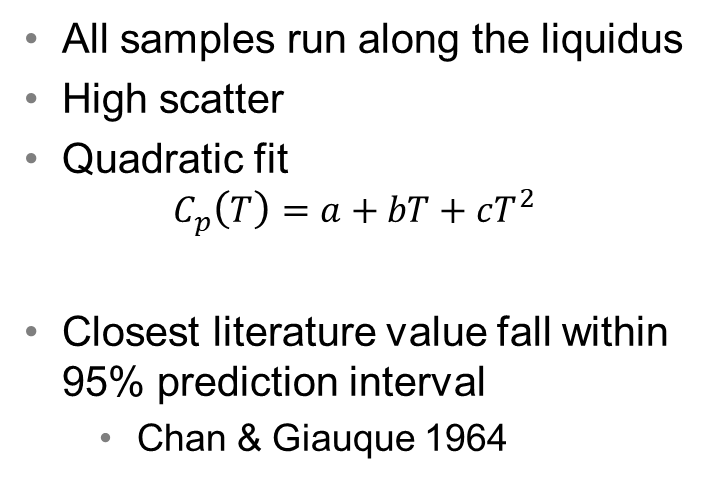 • All samples run along the liquidus
• High scatter
• Quadratic fit
C_p(T) = a + bT + cT²
• Closest literature value fall within
95% prediction interval
• Chan & Giauque 1964